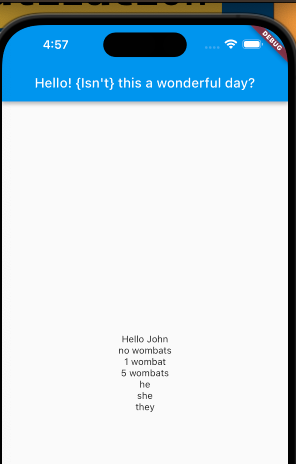 4:57
DEBUG
Hello! {Isn't} this a wonderful day?
Hello John
no wombats
1 wombat
5 wombats
he
she
they